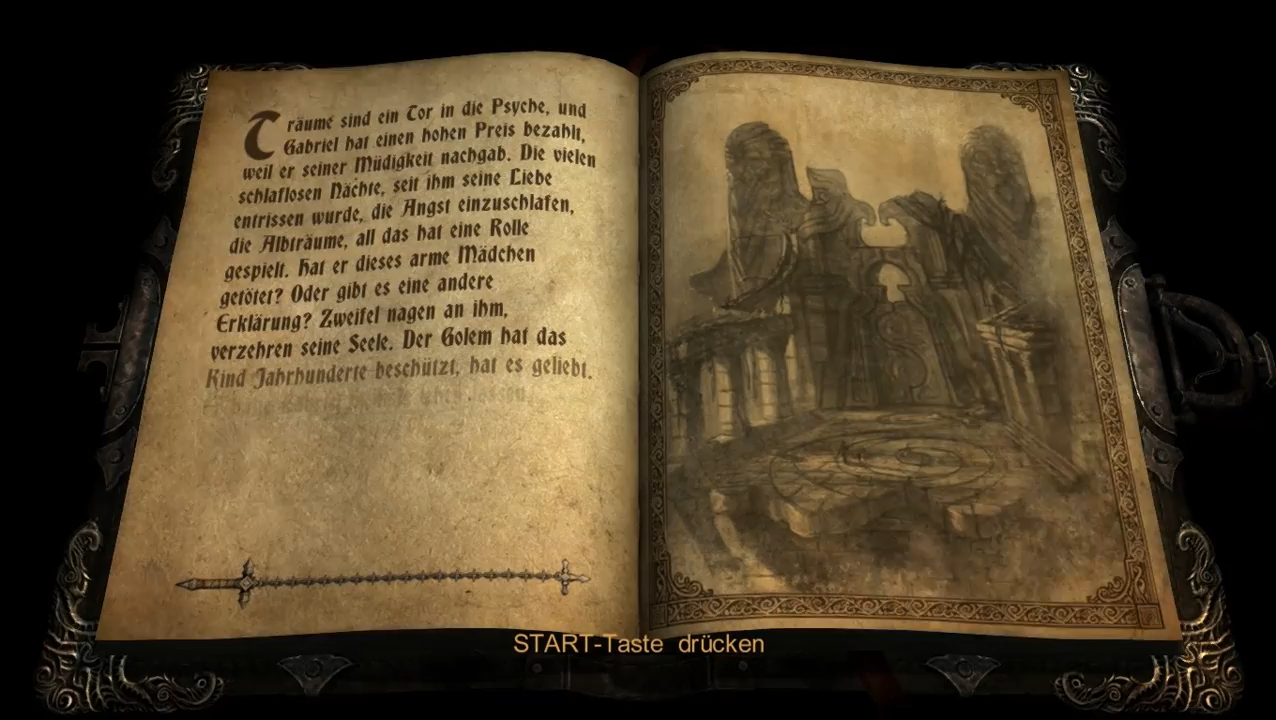 Träume sind ein Tor in die Psyche, und
Gabriel hat einen hohen Preis bezahlt,
weil er seiner Müdigkeit nachgab. Die vielen
schlaflosen Nächte, seit ihm seine Liebe
entrissen wurde, die Angst einzuschlafen,
die Albträume, all das hat eine Rolle
gespielt. Hat er dieses arme Mädchen
getötet? Oder gibt es eine andere
Erklärung? Zweifel nagen an ihm,
verzehren seine Seele. Der Golem hat das
Kind Jahrhunderte beschützt, hat es geliebt.
START-Taste drücken